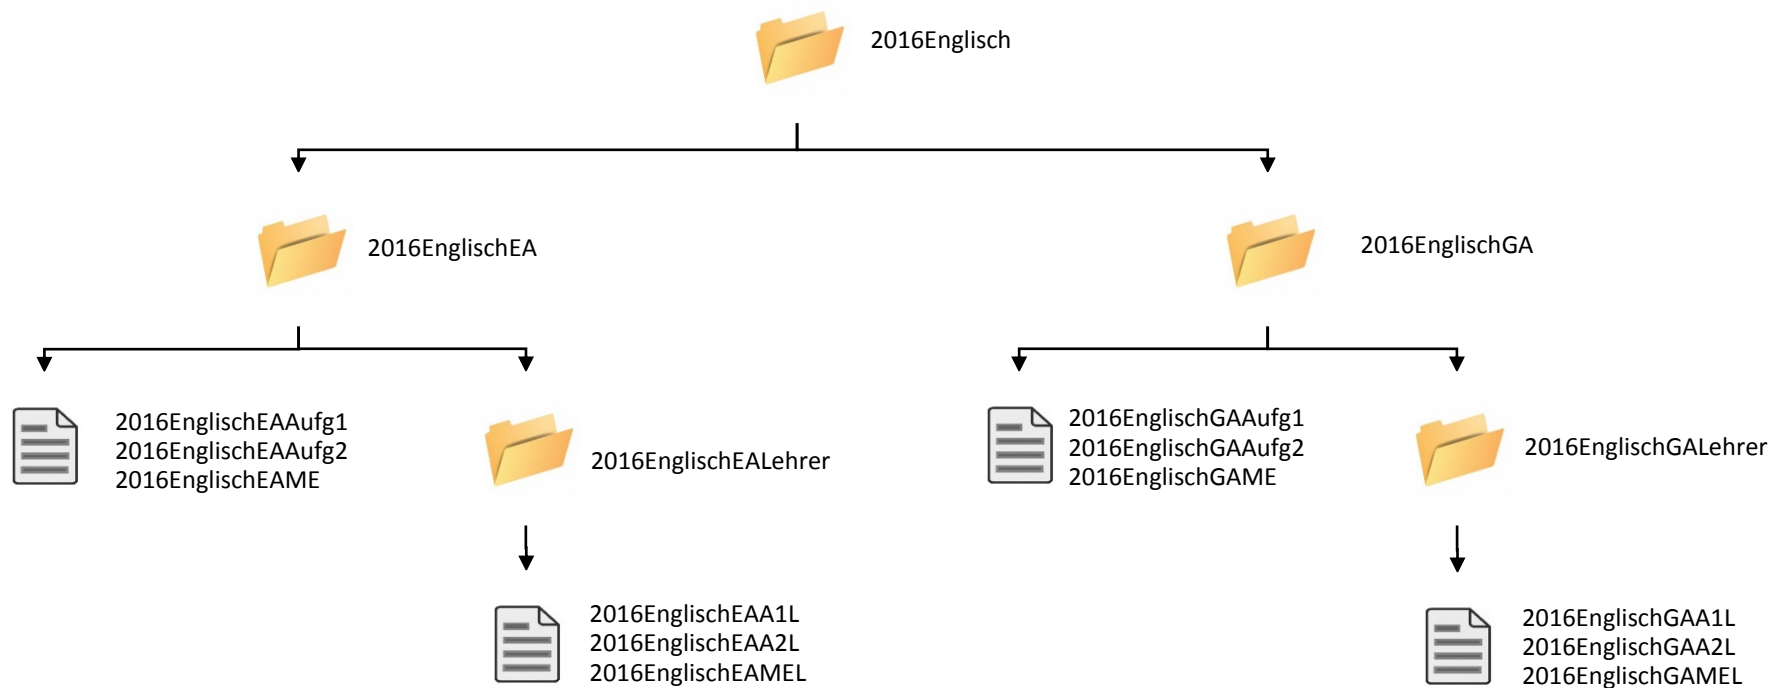 2016Englisch
2016EnglischEA
2016EnglischGA
2016EnglischEAAufg1
2016EnglischEAAufg2
2016EnglischEAME
2016EnglischEALehrer
2016EnglischGAAufg1
2016EnglischGAAufg2
2016EnglischGAME
2016EnglischGALehrer
2016EnglischEAA1L
2016EnglischEAA2L
2016EnglischEAMEL
2016EnglischGAA1L
2016EnglischGAA2L
2016EnglischGAMEL